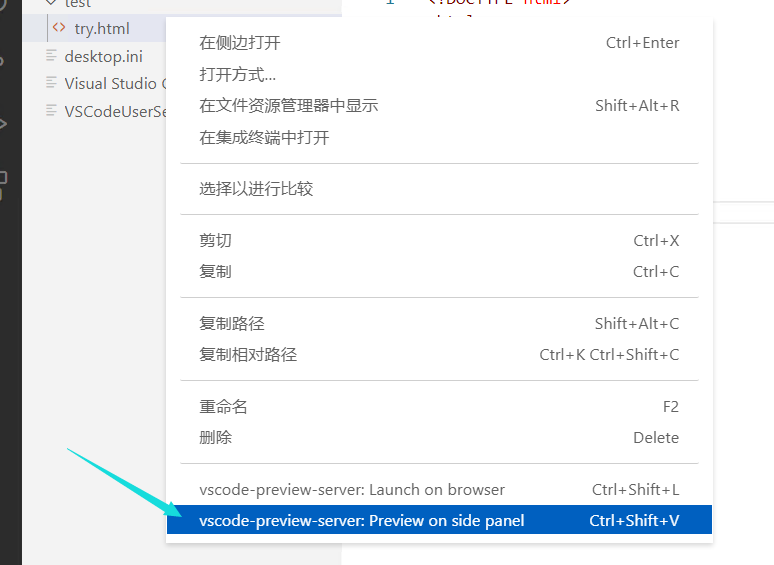 test
1 <!DOCTYPE html>
try.html
desktop.ini
Visual Studio
VSCodeUserSe
在侧边打开 Ctrl+Enter
打开方式...
在文件资源管理器中显示 Shift+Alt+R
在集成终端中打开
选择以进行比较
剪切 Ctrl+X
复制 Ctrl+C
复制路径 Shift+Alt+C
复制相对路径 Ctrl+K Ctrl+Shift+C
重命名 F2
删除 Delete
vscode-preview-server: Launch on browser Ctrl+Shift+L
vscode-preview-server: Preview on side panel Ctrl+Shift+V